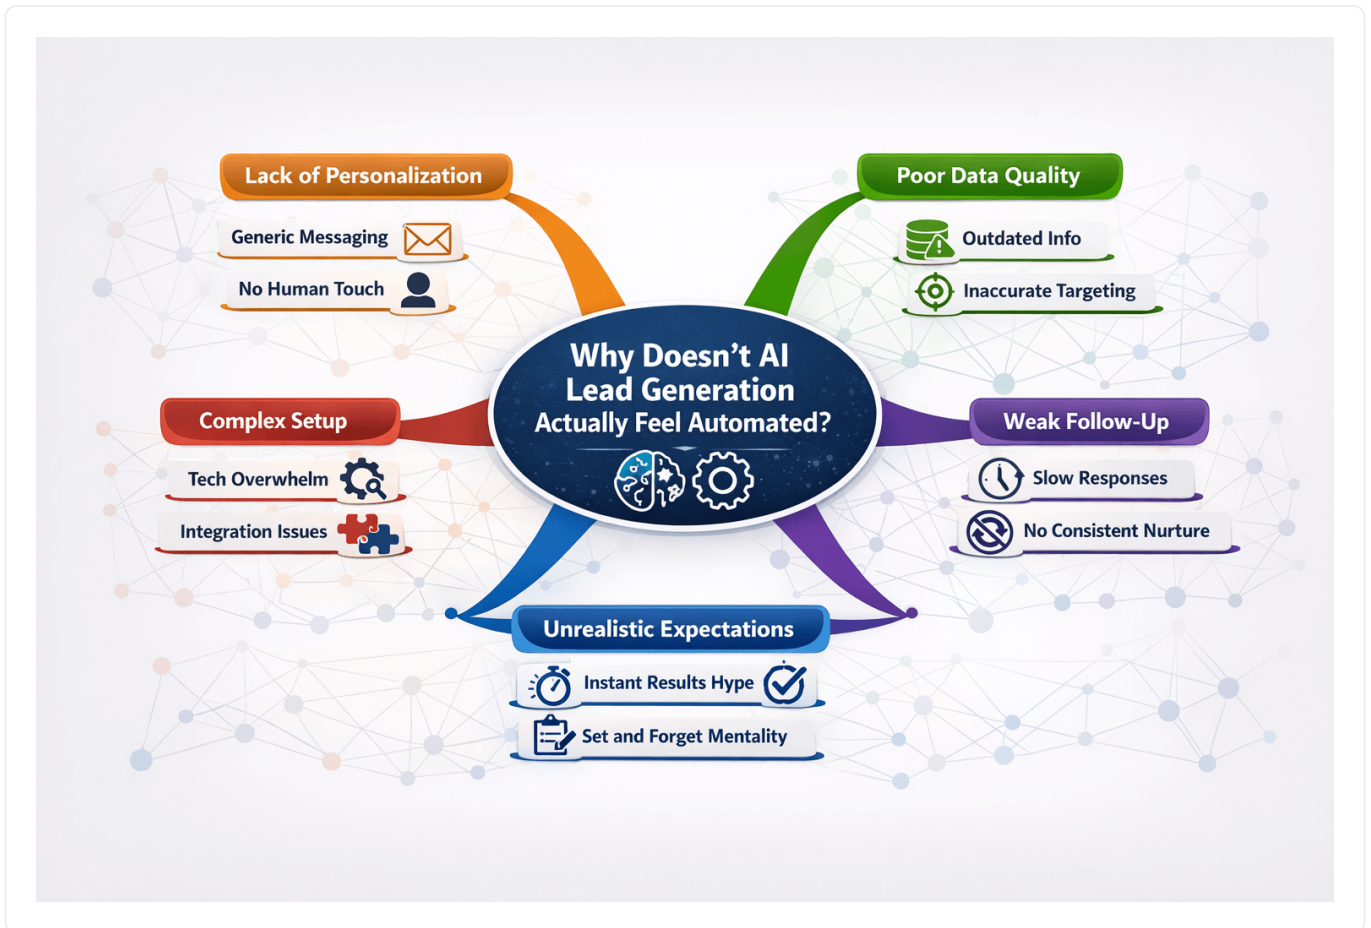 Why Doesn't AI
Lead Generation
Actually Feel Automated?
Lack of Personalization
Generic Messaging
No Human Touch
Poor Data Quality
Outdated Info
Inaccurate Targeting
Complex Setup
Tech Overwhelm
Integration Issues
Weak Follow-Up
Slow Responses
No Consistent Nurture
Unrealistic Expectations
Instant Results Hype
Set and Forget Mentality